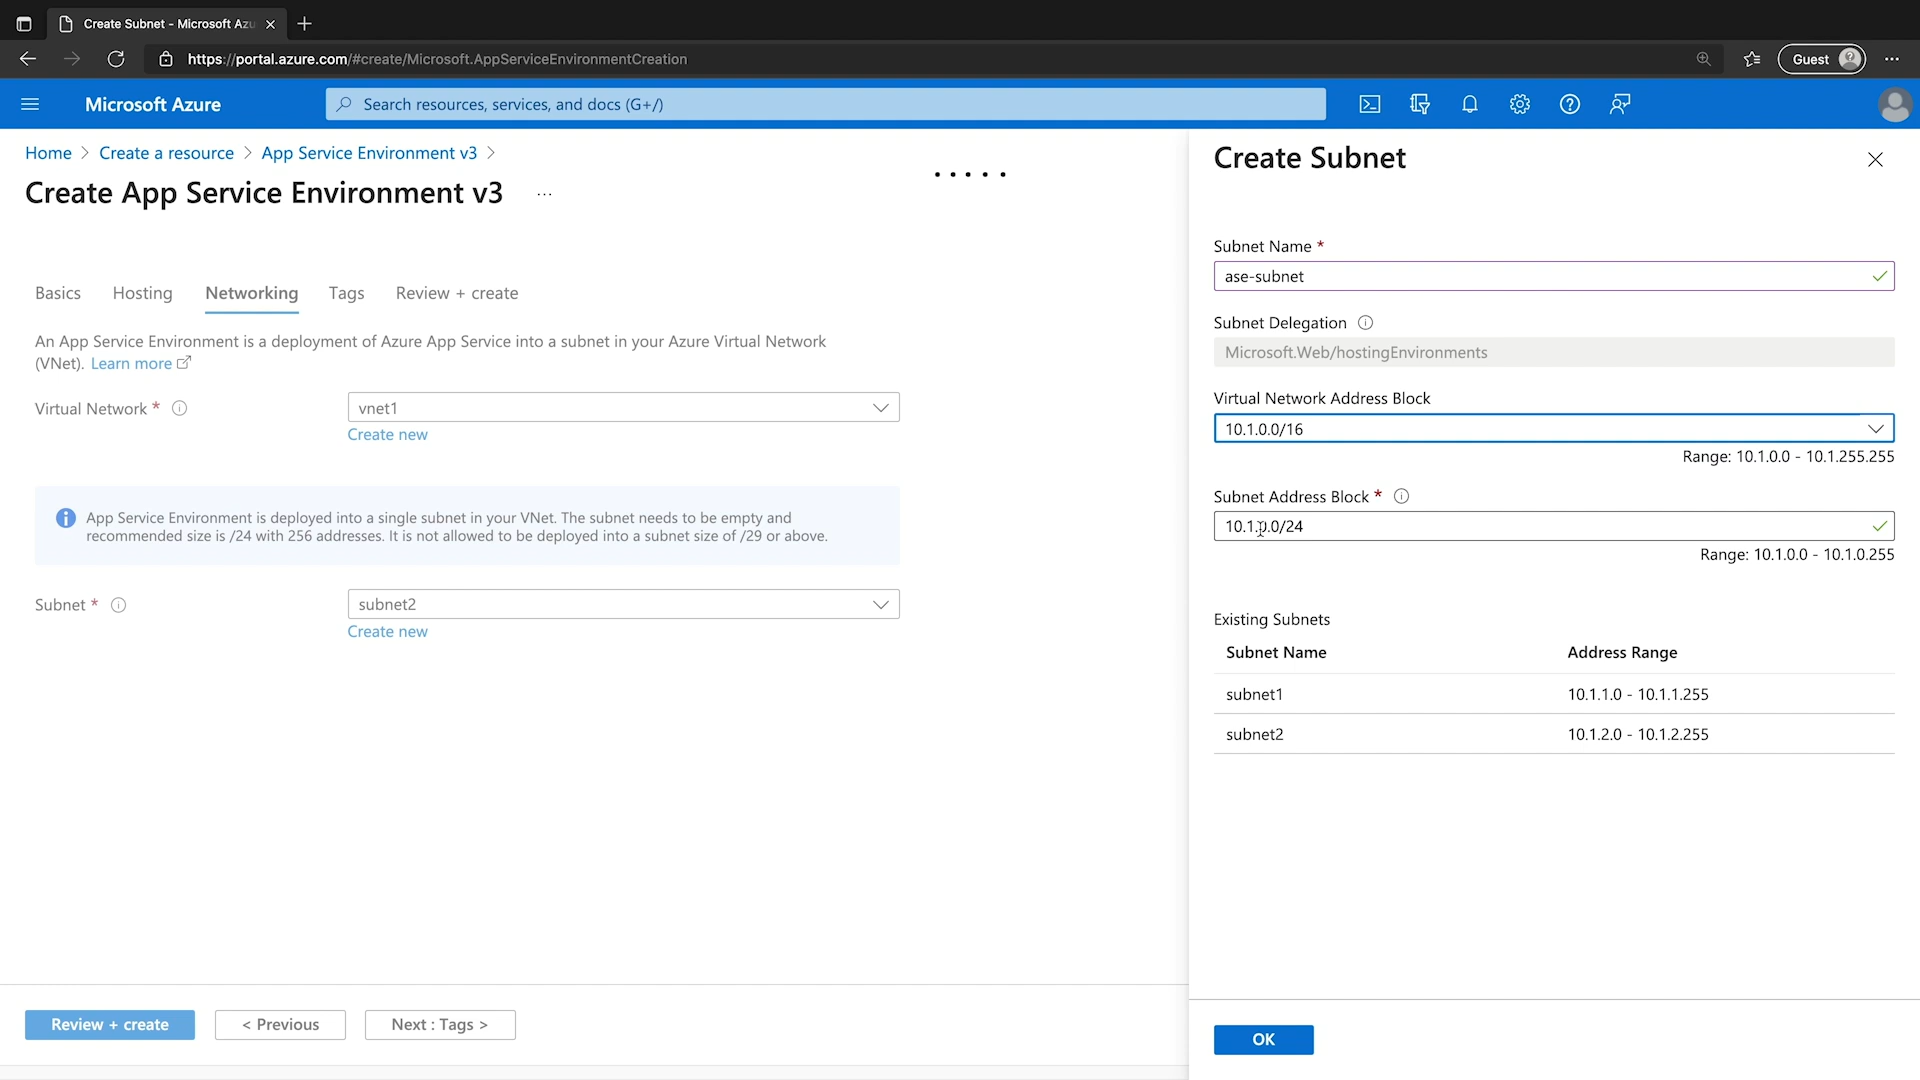 Create Subnet - Microsoft Azu
https://portal.azure.com/#create/Microsoft.AppServiceEnvironmentCreation
Guest
Microsoft Azure
Search resources, services, and docs (G+/)
Home > Create a resource > App Service Environment v3 >
Create App Service Environment v3 ...
Basics
Hosting
Networking
Tags
Review + create
An App Service Environment is a deployment of Azure App Service into a subnet in your Azure Virtual Network
(VNet). Learn more
Virtual Network *
vnet1
Create new
App Service Environment is deployed into a single subnet in your VNet. The subnet needs to be empty and
recommended size is /24 with 256 addresses. It is not allowed to be deployed into a subnet size of /29 or above.
Subnet *
subnet2
Create new
Review + create
< Previous
Next : Tags >
Create Subnet
Subnet Name *
ase-subnet
Subnet Delegation
Microsoft.Web/hostingEnvironments
Virtual Network Address Block
10.1.0.0/16
Range: 10.1.0.0 - 10.1.255.255
Subnet Address Block *
10.1.0.0/24
Range: 10.1.0.0 - 10.1.0.255
Existing Subnets
Subnet Name
Address Range
subnet1
10.1.1.0 - 10.1.1.255
subnet2
10.1.2.0 - 10.1.2.255
OK